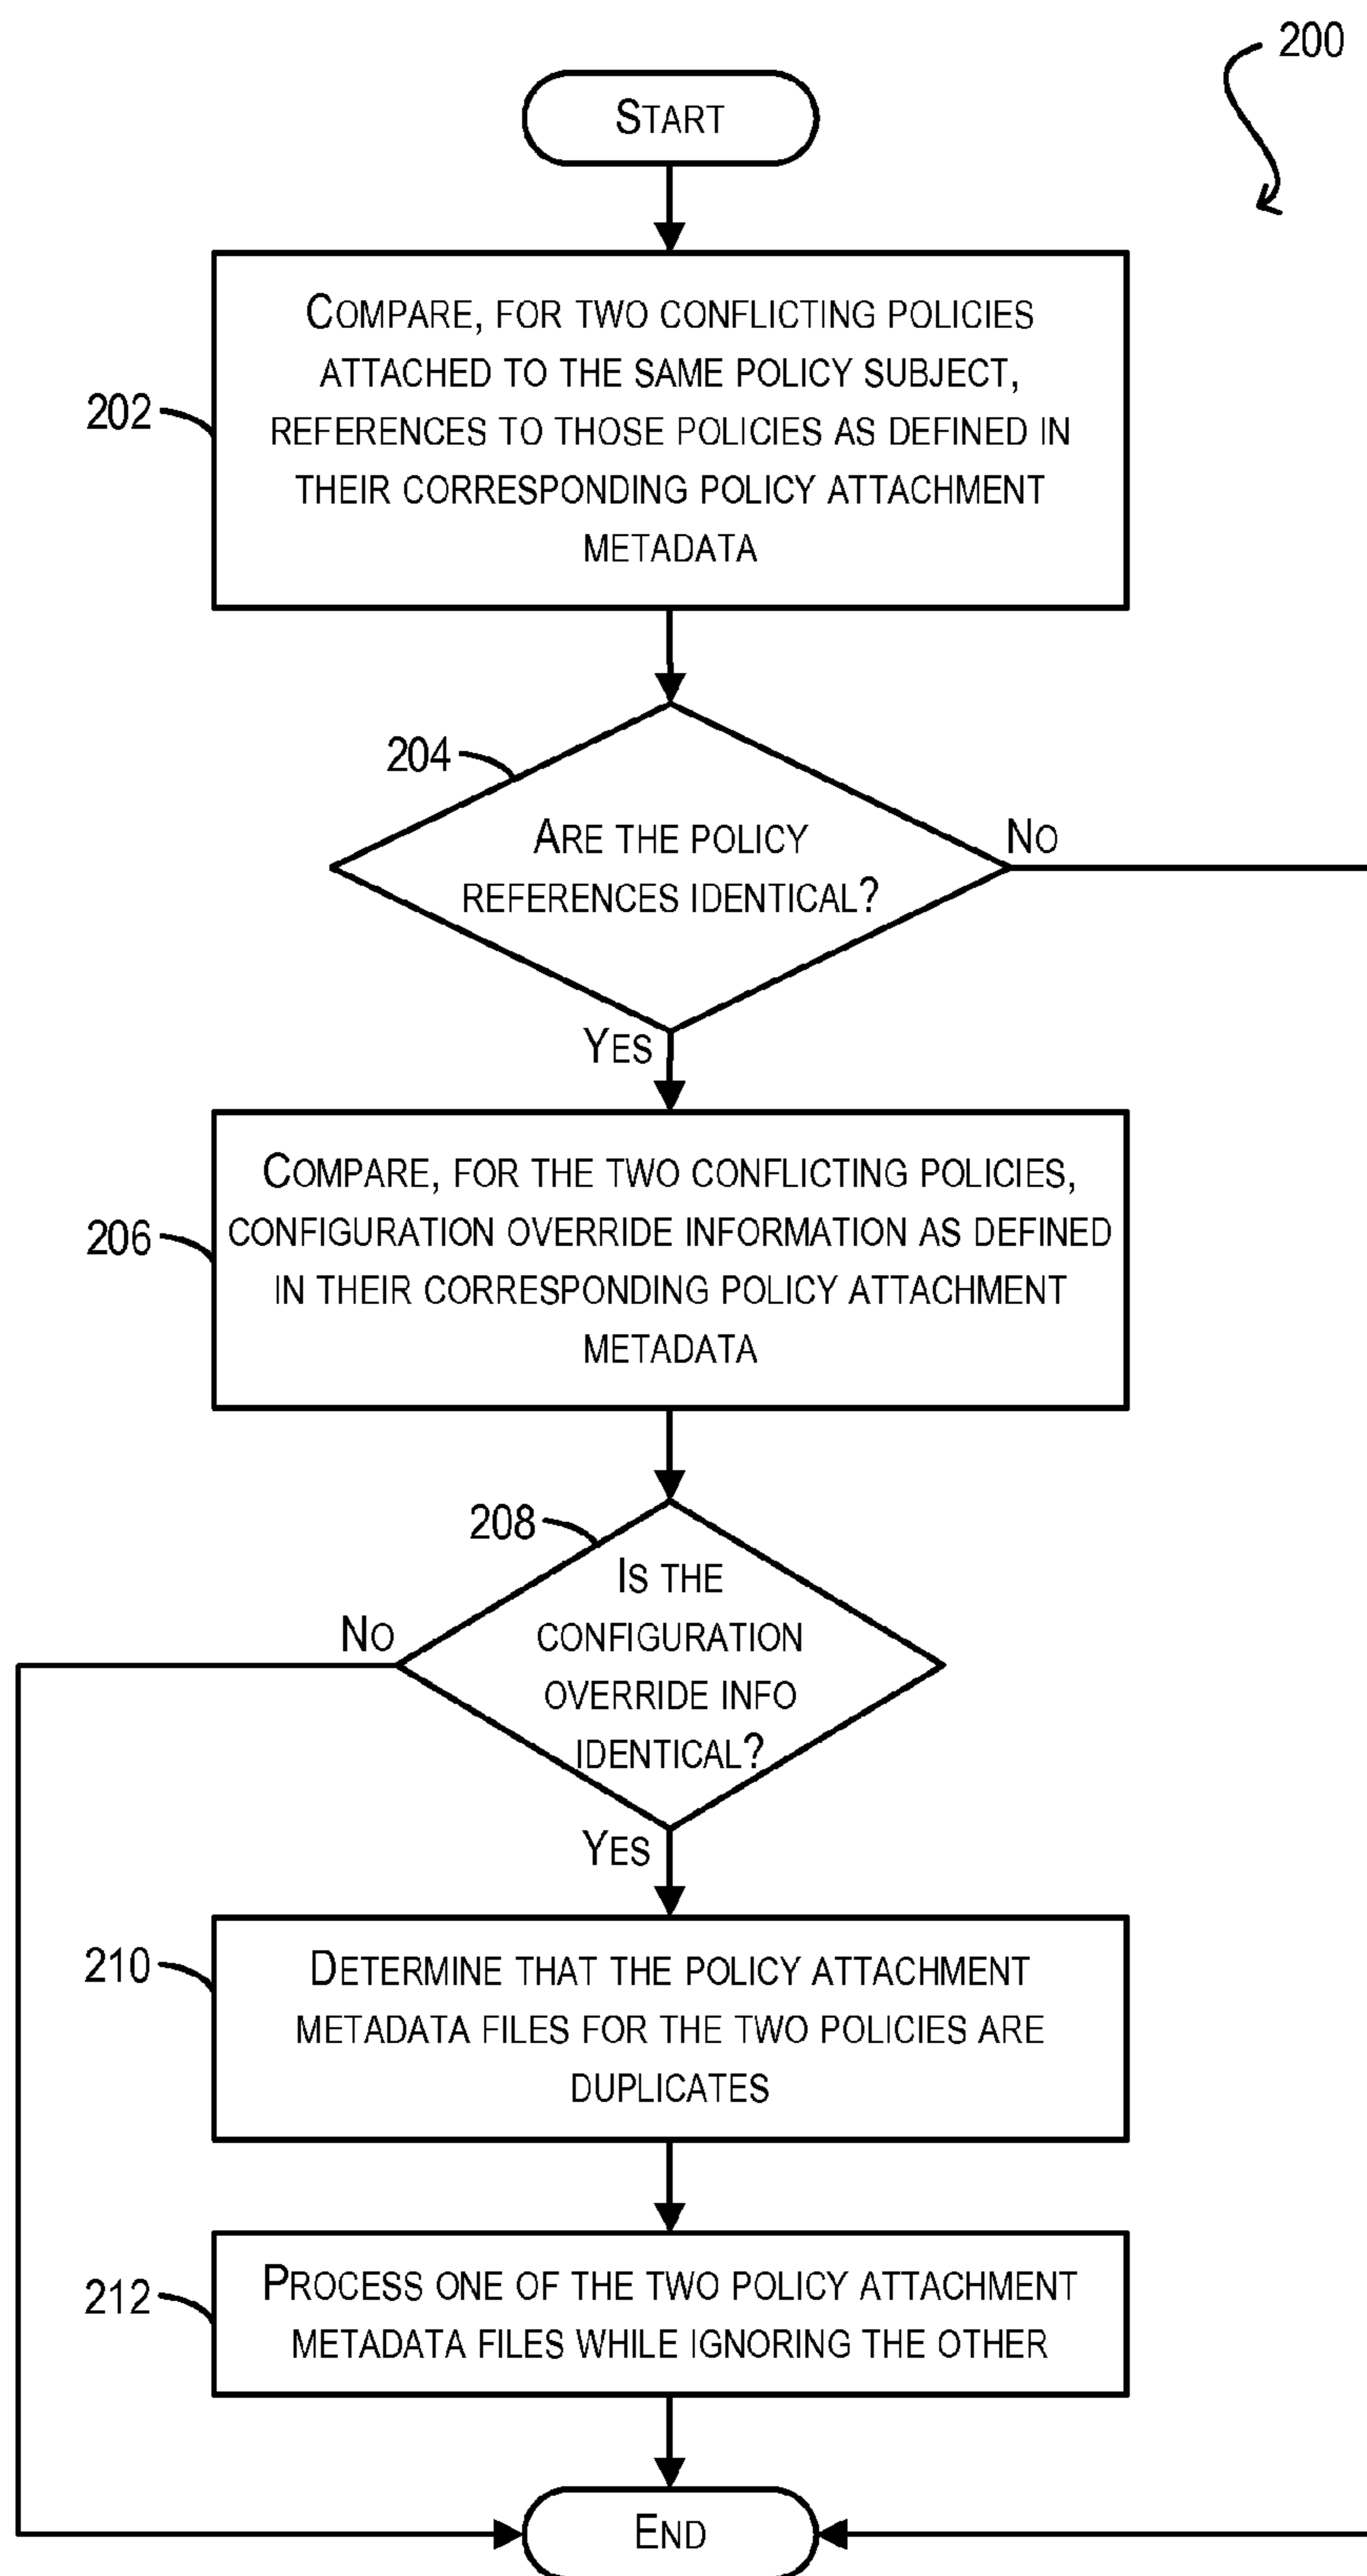 200
START
202
COMPARE, FOR TWO CONFLICTING POLICIES
ATTACHED TO THE SAME POLICY SUBJECT,
REFERENCES TO THOSE POLICIES AS DEFINED IN
THEIR CORRESPONDING POLICY ATTACHMENT
METADATA
204
ARE THE POLICY
REFERENCES IDENTICAL?
NO
YES
206
COMPARE, FOR THE TWO CONFLICTING POLICIES,
CONFIGURATION OVERRIDE INFORMATION AS DEFINED
IN THEIR CORRESPONDING POLICY ATTACHMENT
METADATA
208
IS THE
CONFIGURATION
OVERRIDE INFO
IDENTICAL?
NO
YES
210
DETERMINE THAT THE POLICY ATTACHMENT
METADATA FILES FOR THE TWO POLICIES ARE
DUPLICATES
212
PROCESS ONE OF THE TWO POLICY ATTACHMENT
METADATA FILES WHILE IGNORING THE OTHER
END